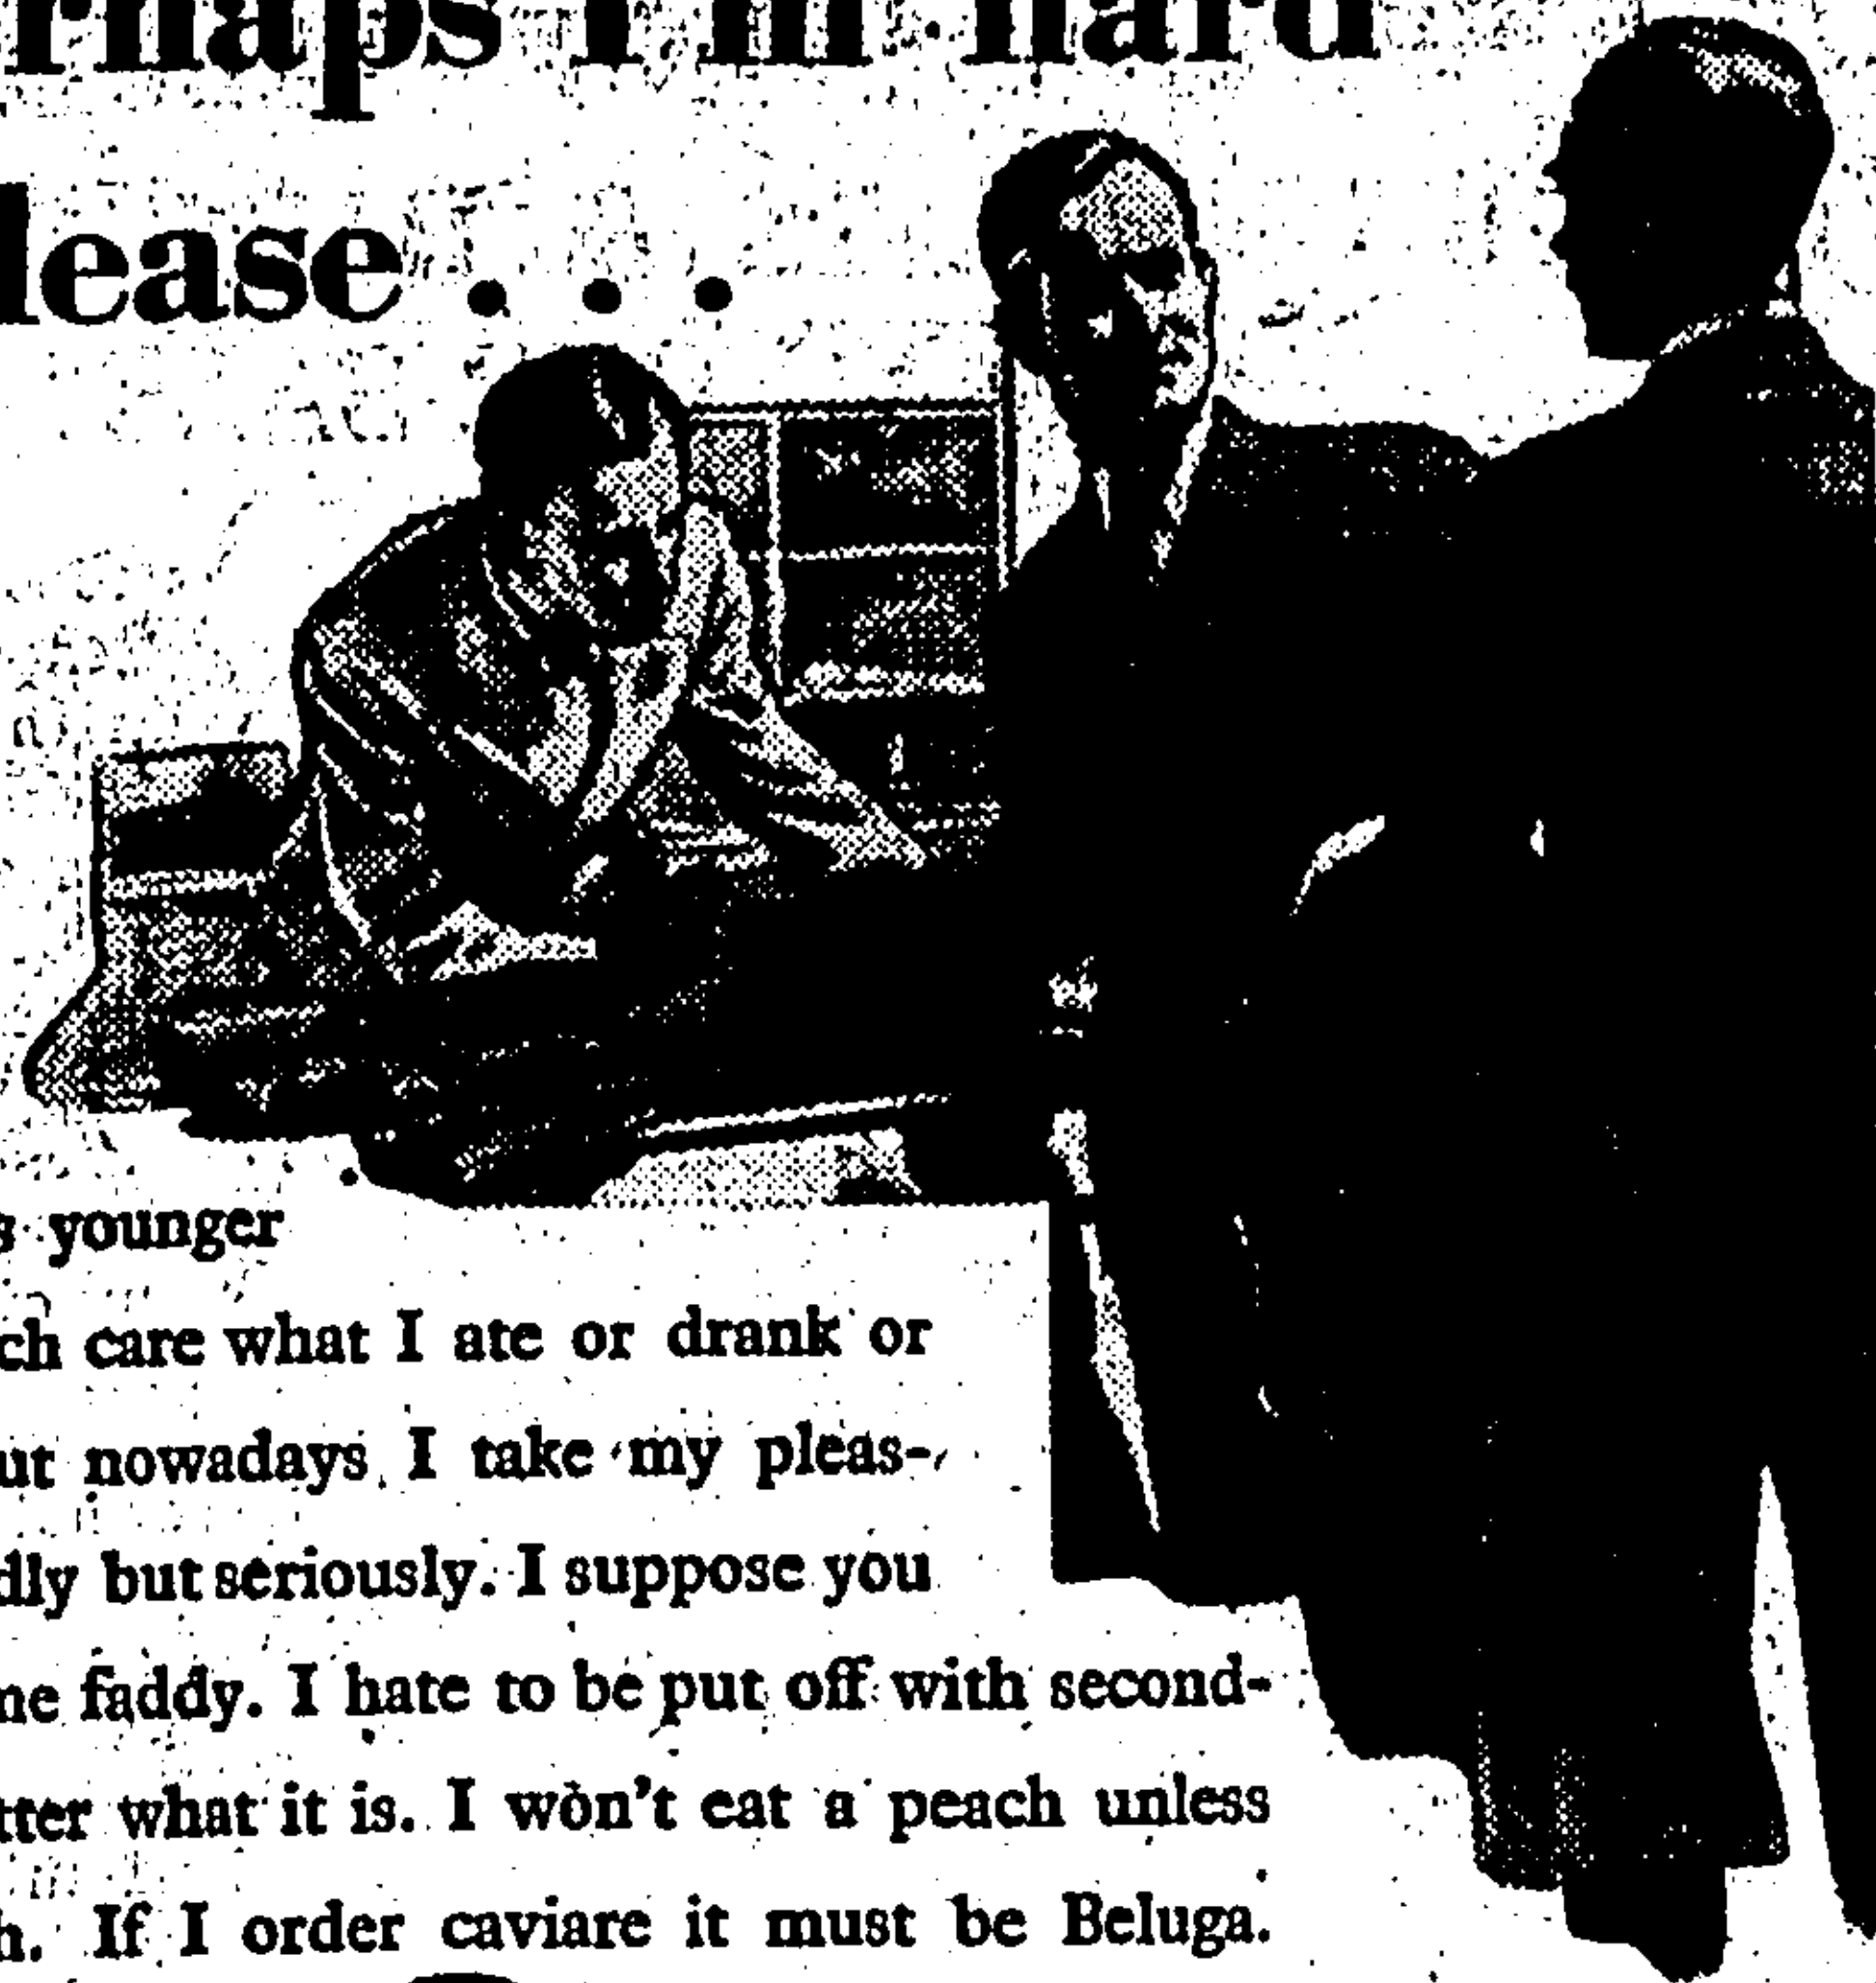 rhaps I'm hard
lease . . .
s younger
ch care what I ate or drank or
ut nowadays I take my pleas-
dly but seriously. I suppose you
me faddy. I hate to be put off with second-
tter what it is. I won't eat a peach unless
h. If I order caviare it must be Beluga.